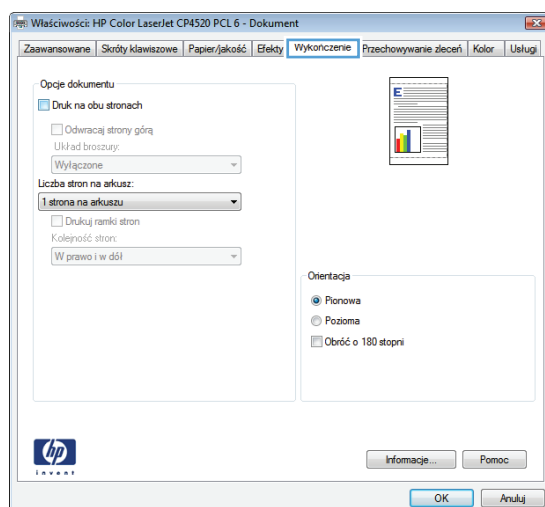 Właściwości: HP Color LaserJet CP4520 PCL 6 - Dokument
Zaawansowane Skróty klawiszowe Papier/jakość Efekty Wykończenie Przechowywanie zleceń Kolor Usługi
Opcje dokumentu
Druk na obu stronach
Odwracaj strony górą
Układ broszury:
Wyłączone
Liczba stron na arkusz:
1 strona na arkuszu
Drukuj ramki stron
Kolejność stron:
W prawo i w dół
E
Orientacja
Pionowa
Pozioma
Obróć o 180 stopni
hp
invent
Informacje... Pomoc
OK Anuluj